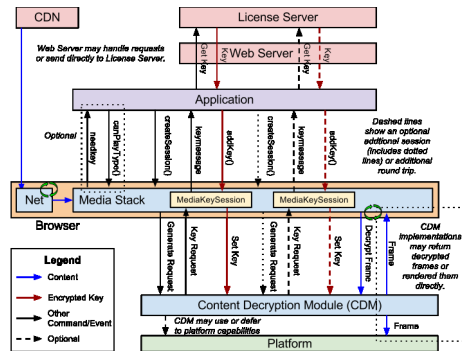 CDN
License Server
Web Server may handle requests
or send directly to License Server.
Get Key
Key
Get Key
Key
Web Server
Application
Optional
needkey
canPlayType()
createSession()
keymessage
addKey()
createSession()
keymessage
addKey()
Dashed lines
show an optional
additional session
(includes dotted
lines) or additional
round trip.
Net
Media Stack
MediaKeySession
MediaKeySession
Browser
Generate Request
Key Request
Set Key
Generate Request
Key Request
Set Key
Decrypt Frame
Frame
CDM
implementations
may return
decrypted
frames or
rendered them
directly.
Legend
Content
Encrypted Key
Other
Command/Event
Optional
Content Decryption Module (CDM)
CDM may use or defer
to platform capabilities
Frame
Platform